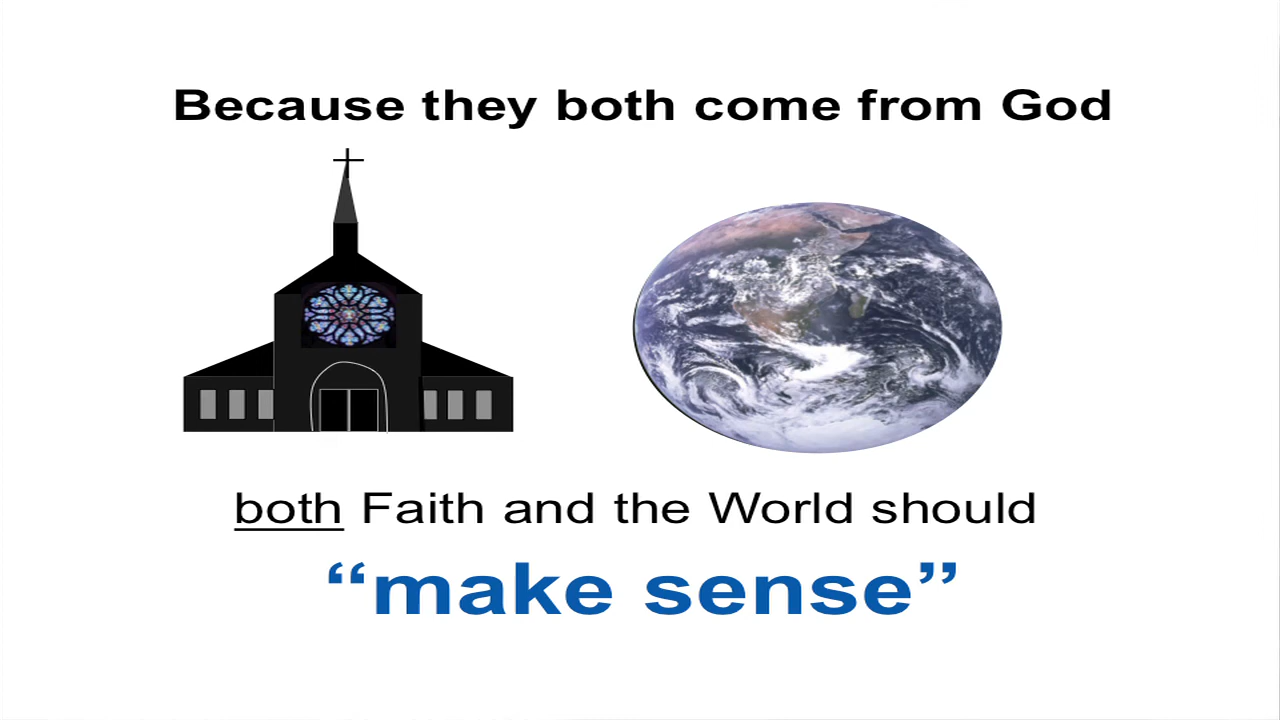 Because they both come from God
both Faith and the World should
“make sense”